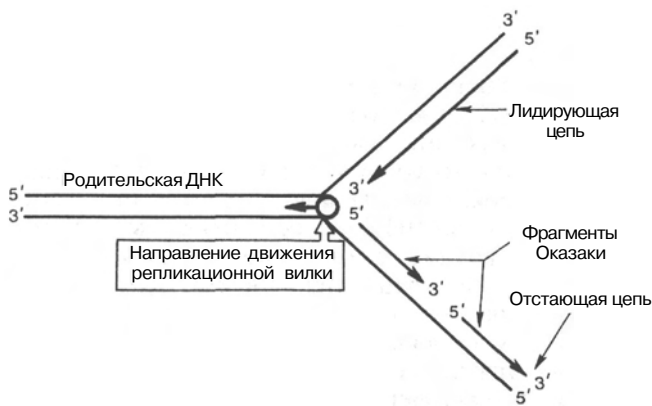 3′
5′
Лидирующая
цепь
Родительская ДНК
5′
3′
3′
5′
Направление движения
репликационной вилки
Фрагменты
Оказаки
3′
Отстающая цепь
5′
3′
5′